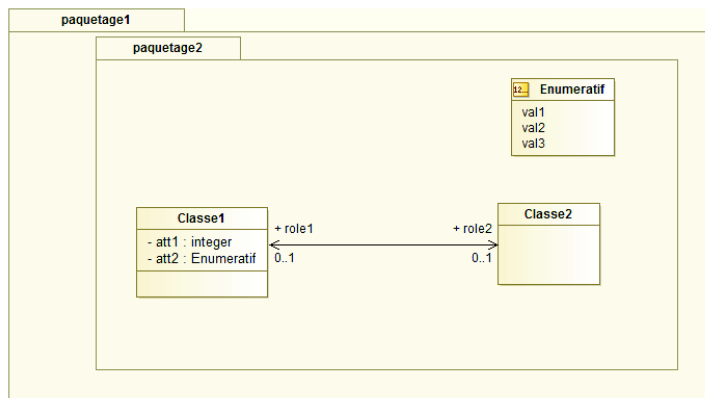 paquetage1
paquetage2
12... Enumeratif
val1
val2
val3
Classe1
- att1 : integer
- att2 : Enumeratif
+ role1
0..1
+ role2
0..1
Classe2